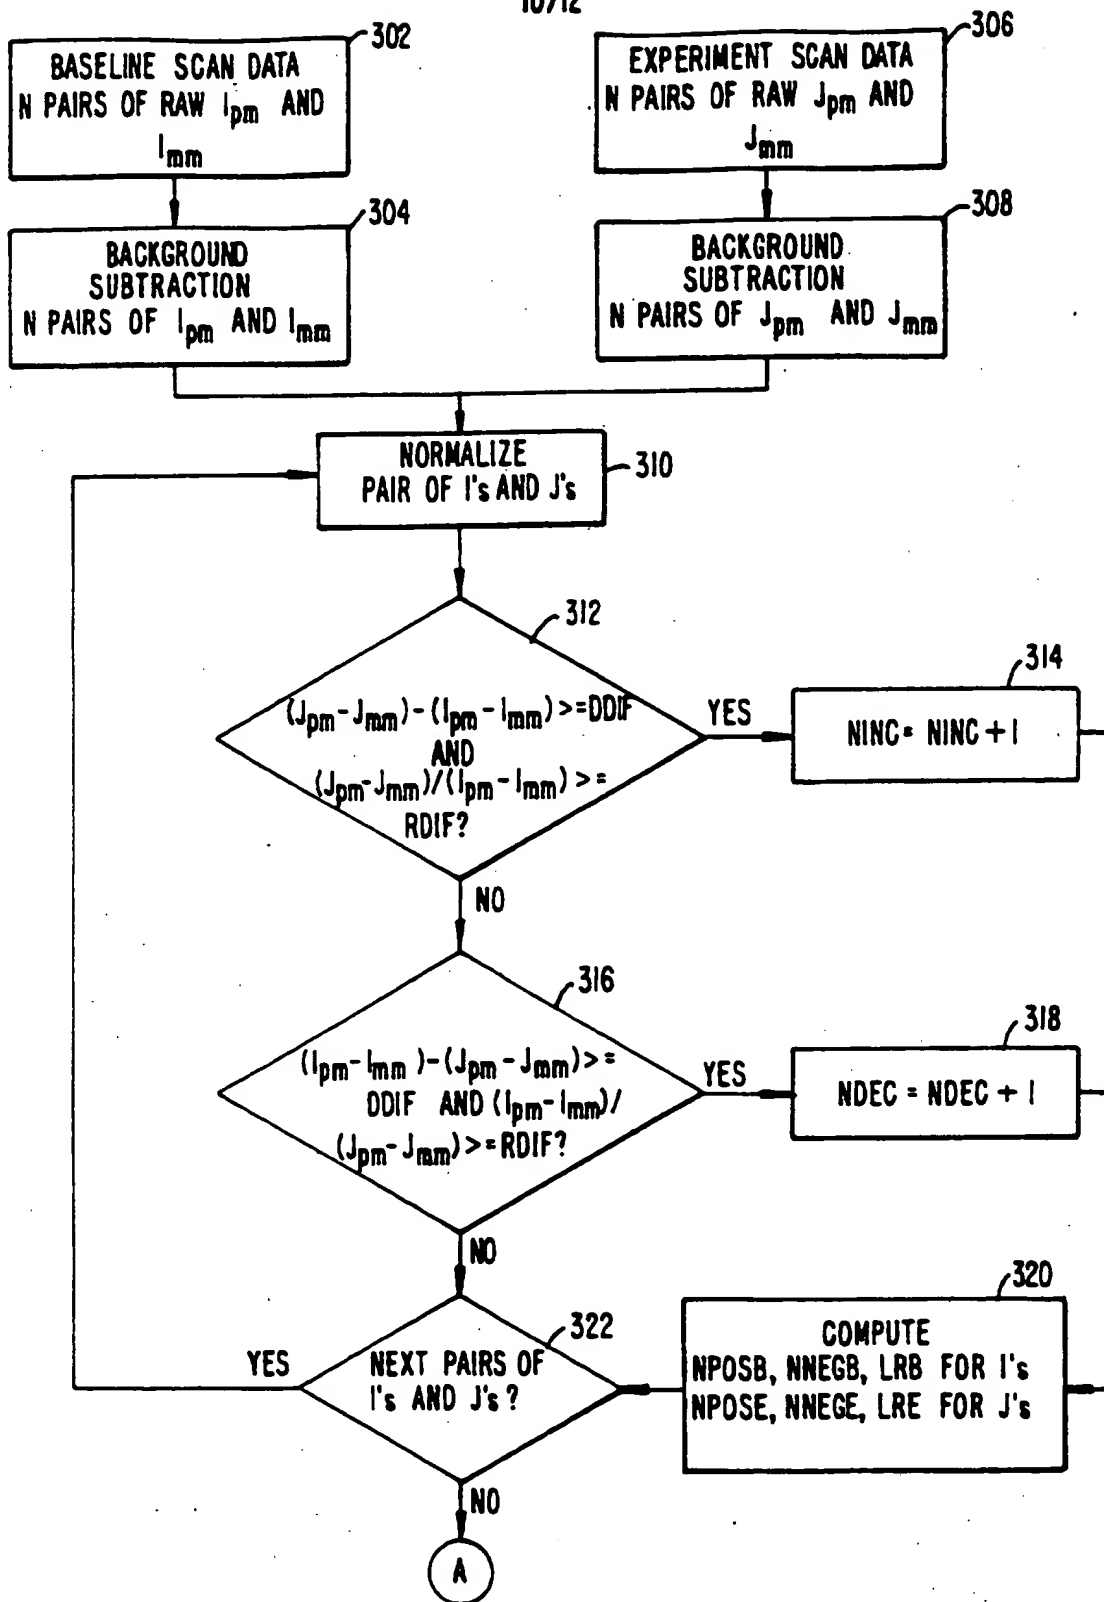 10/12
302
BASELINE SCAN DATA
N PAIRS OF RAW Ipm AND
Imm
306
EXPERIMENT SCAN DATA
N PAIRS OF RAW Jpm AND
Jmm
304
BACKGROUND
SUBTRACTION
N PAIRS OF Ipm AND Imm
308
BACKGROUND
SUBTRACTION
N PAIRS OF Jpm AND Jmm
NORMALIZE
PAIR OF I's AND J's
310
312
(Jpm-Jmm)-(Ipm-Imm)>=DDIF
AND
(Jpm-Jmm)/(Ipm-Imm)>=
RDIF?
YES
314
NINC= NINC+1
NO
316
(Ipm-Imm)-(Jpm-Jmm)>=
DDIF AND (Ipm-Imm)/
(Jpm-Jmm)>=RDIF?
YES
318
NDEC = NDEC + 1
NO
322
NEXT PAIRS OF
I's AND J's?
YES
320
COMPUTE
NPOSB, NNEGB, LRB FOR I's
NPOSE, NNEGE, LRE FOR J's
NO
A